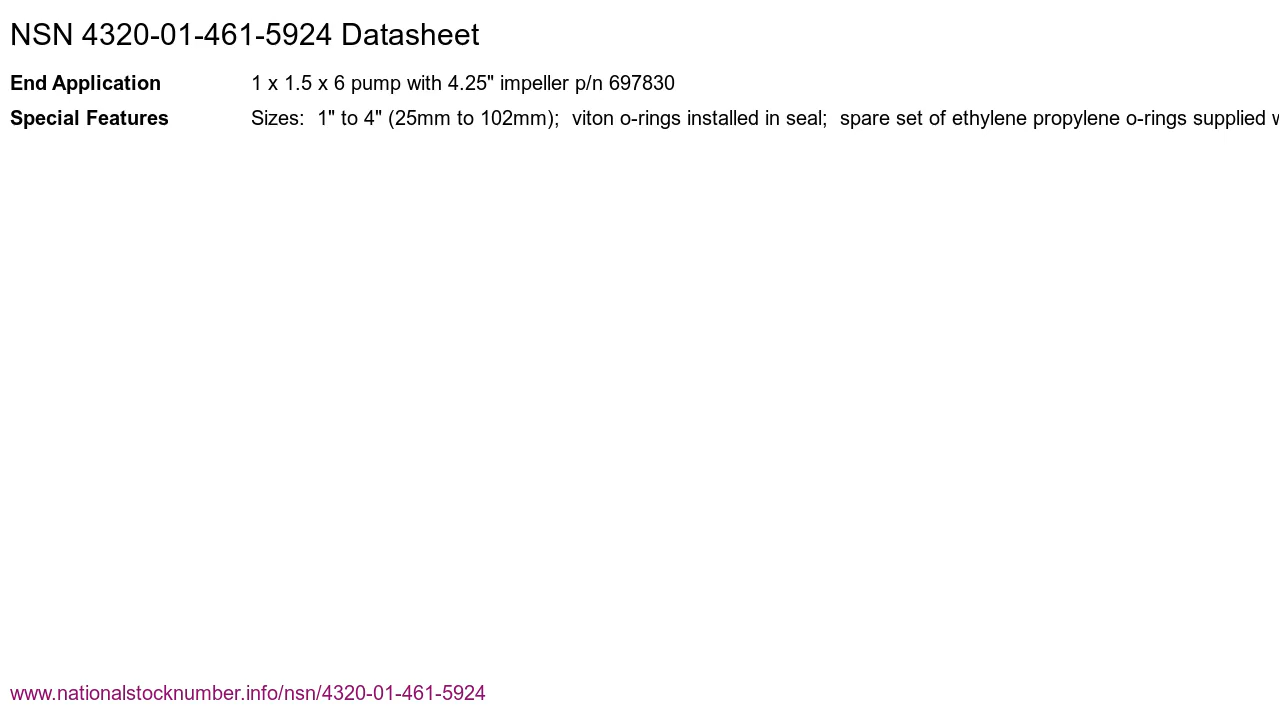 NSN 4320-01-461-5924 Datasheet
End Application 1 x 1.5 x 6 pump with 4.25" impeller p/n 697830
Special Features Sizes:  1" to 4" (25mm to 102mm);  viton o-rings installed in seal;  spare set of ethylene propylene o-rings supplied
www.nationalstocknumber.info/nsn/4320-01-461-5924